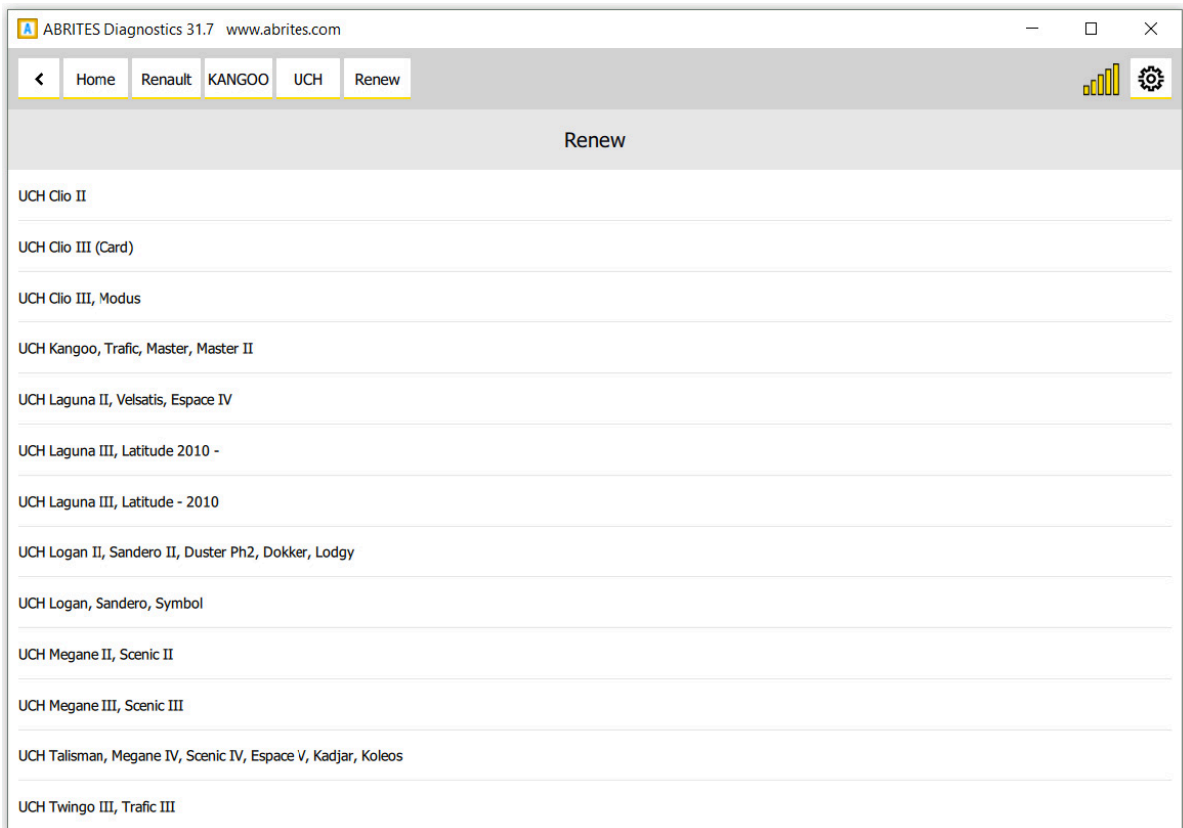 ABRITES Diagnostics 31.7 www.abrites.com
Home Renault KANGOO UCH Renew
Renew
UCH Clio II
UCH Clio III (Card)
UCH Clio III, Modus
UCH Kangoo, Trafic, Master, Master II
UCH Laguna II, Velsatis, Espace IV
UCH Laguna III, Latitude 2010 -
UCH Laguna III, Latitude - 2010
UCH Logan II, Sandero II, Duster Ph2, Dokker, Lodgy
UCH Logan, Sandero, Symbol
UCH Megane II, Scenic II
UCH Megane III, Scenic III
UCH Talisman, Megane IV, Scenic IV, Espace V, Kadjar, Koleos
UCH Twingo III, Trafic III